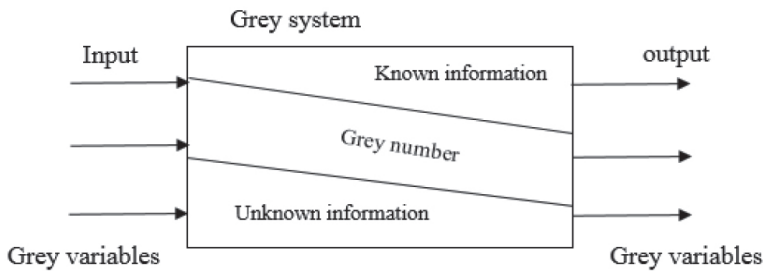 Grey system
Input
output
Known information
Grey number
Unknown information
Grey variables
Grey variables